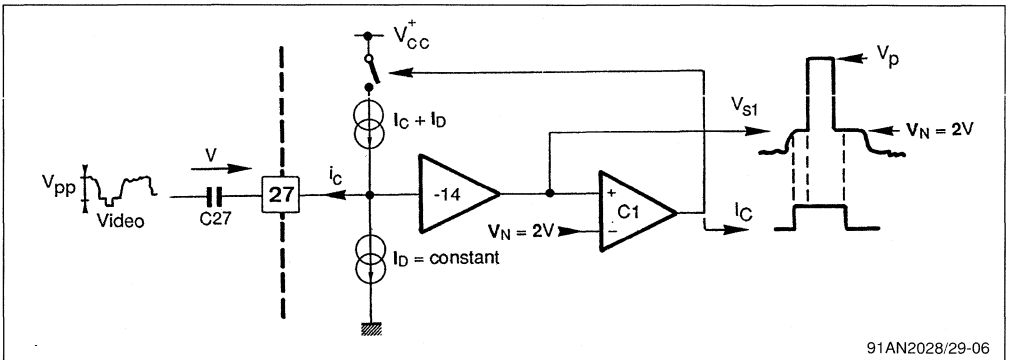 V+CC
IC + ID
VPP
Video
V
C27
27
iC
-14
ID = constant
VN = 2V
+
C1
-
VS1
IC
Vp
VN = 2V
91AN2028/29-06